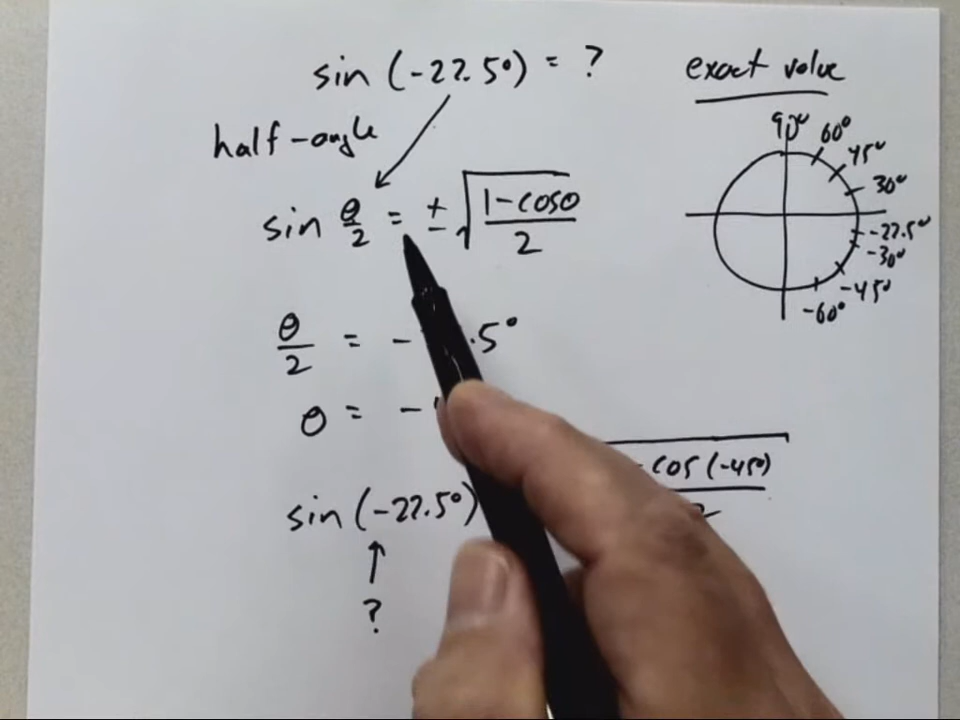 sin (-22.5°) = ?
exact value
half-angle
sin θ/2 = ± √((1-cosθ)/2)
90°
60°
45°
30°
-22.5°
-30°
-45°
-60°
θ/2 = - .5°
θ = -
cos (-45°)
sin (-22.5°)
?